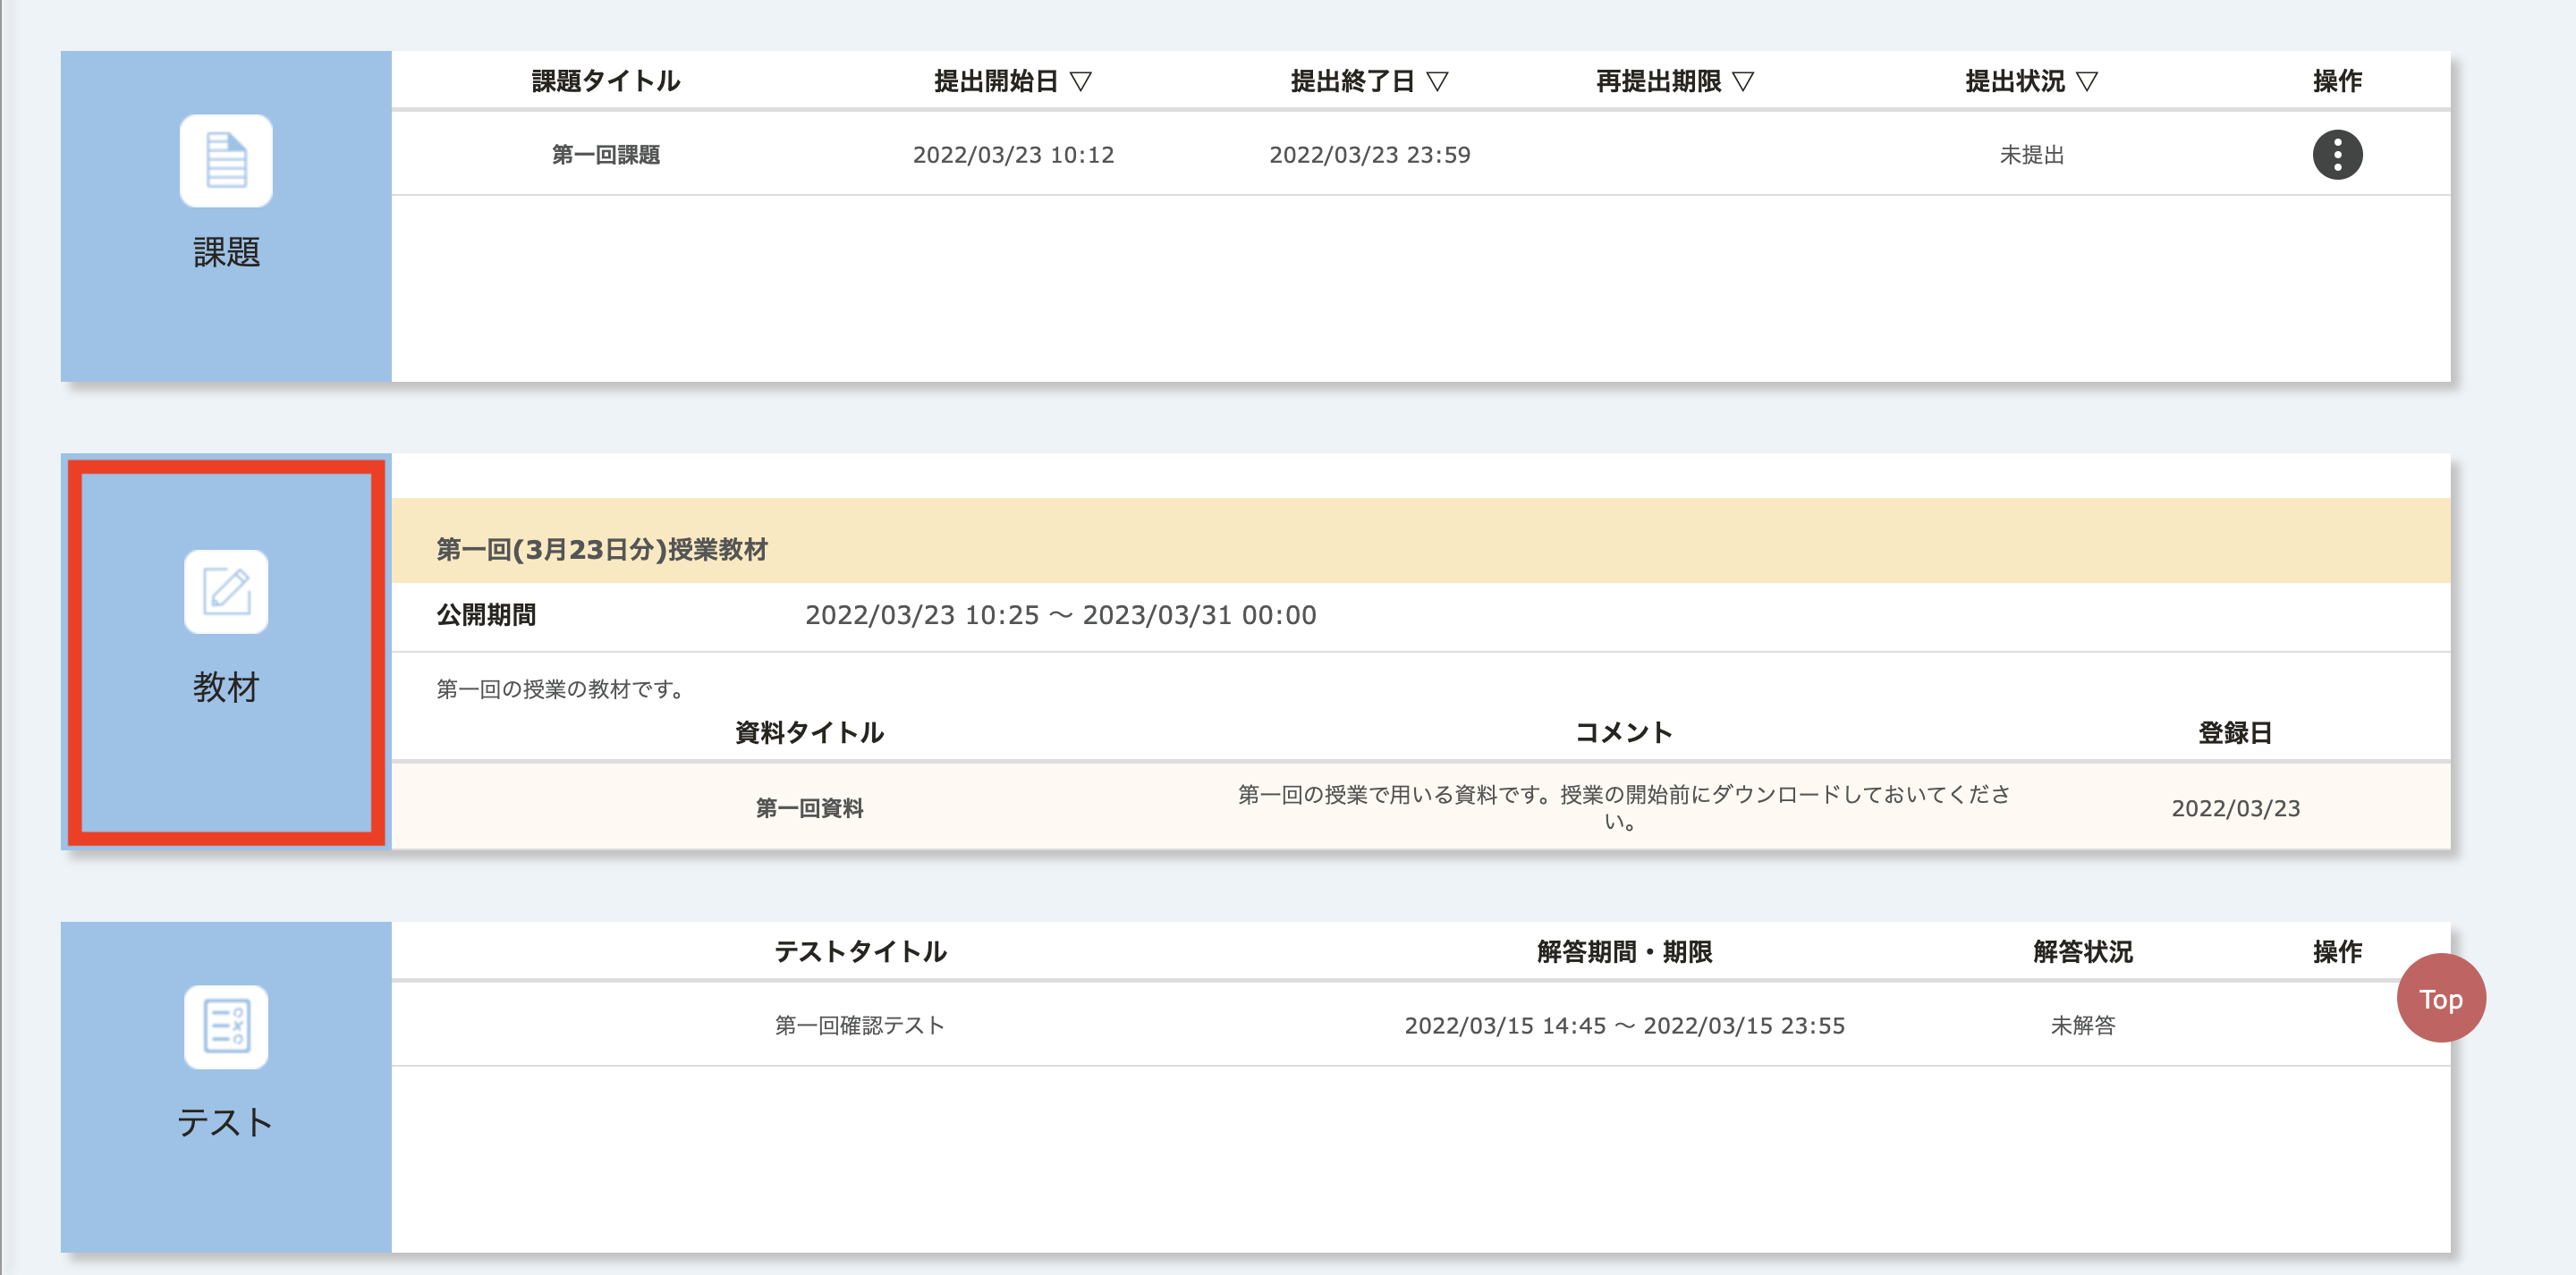 課題タイトル 提出開始日 ▽ 提出終了日 ▽ 再提出期限 ▽ 提出状況 ▽ 操作
第一回課題 2022/03/23 10:12 2022/03/23 23:59 未提出
課題
第一回(3月23日分)授業教材
公開期間 2022/03/23 10:25 ～ 2023/03/31 00:00
教材
第一回の授業の教材です。
資料タイトル コメント 登録日
第一回資料 第一回の授業で用いる資料です。授業の開始前にダウンロードしておいてくださ
い。 2022/03/23
テストタイトル 解答期間・期限 解答状況 操作
Top
第一回確認テスト 2022/03/15 14:45 ～ 2022/03/15 23:55 未解答
テスト